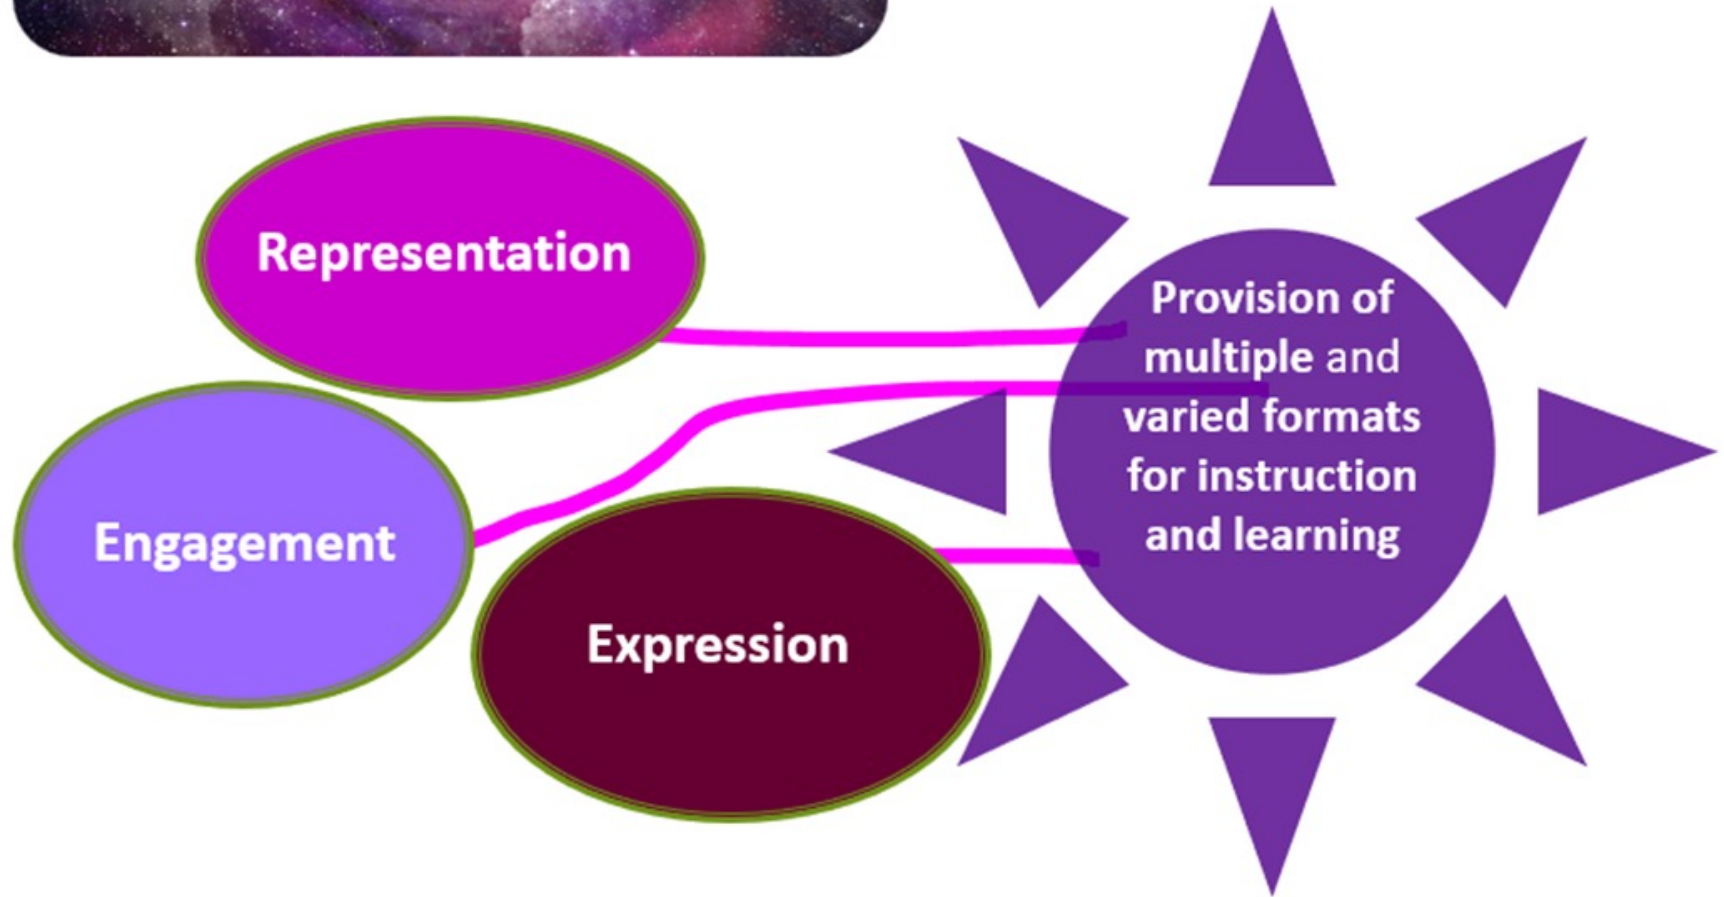 Representation
Engagement
Expression
Provision of
multiple and
varied formats
for instruction
and learning